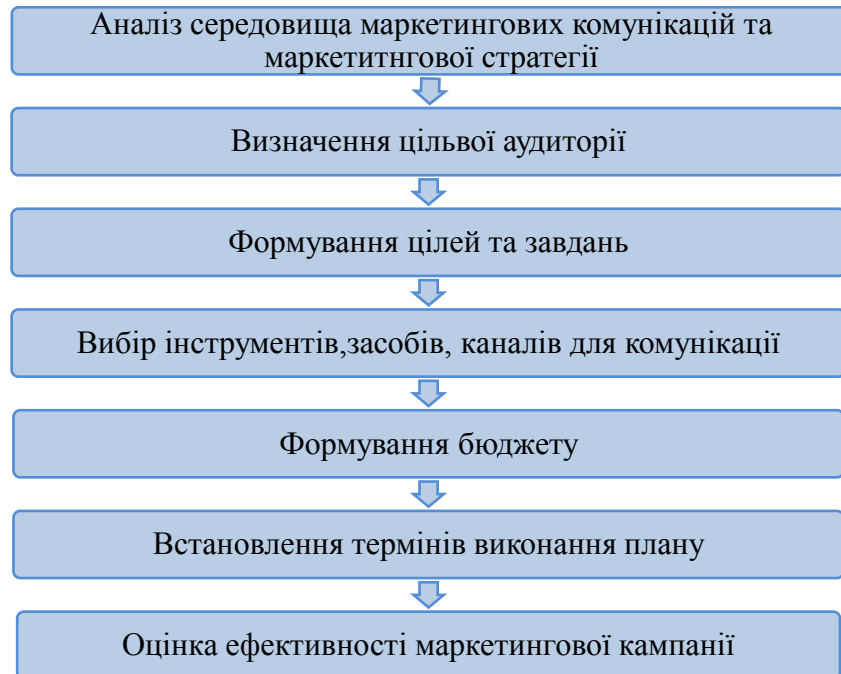 Аналіз середовища маркетингових комунікацій та
маркетитнгової стратегії
Визначення цільвої аудиторії
Формування цілей та завдань
Вибір інструментів,засобів, каналів для комунікації
Формування бюджету
Встановлення термінів виконання плану
Оцінка ефективності маркетингової кампанії